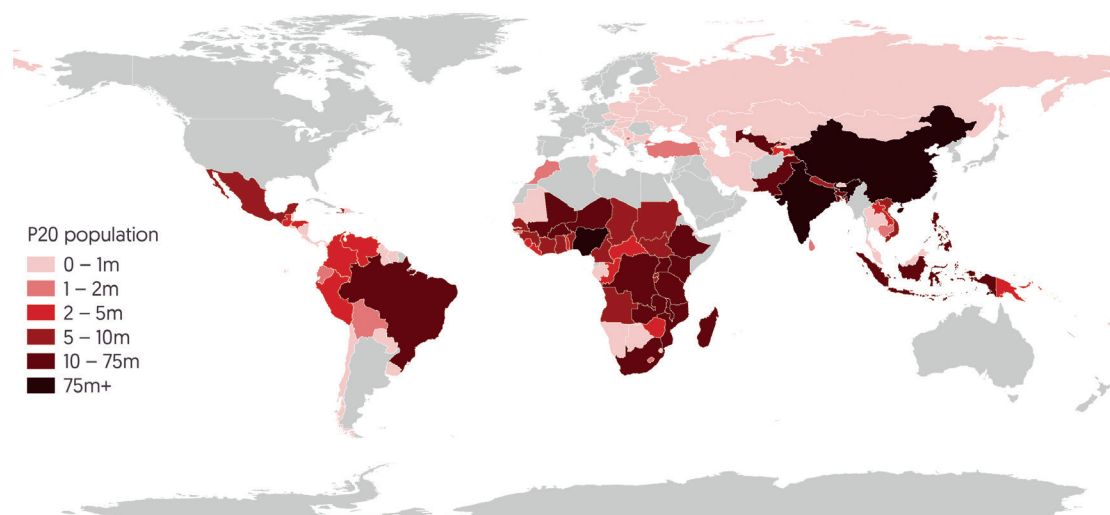 P20 population
0 – 1m
1 – 2m
2 – 5m
5 – 10m
10 – 75m
75m+